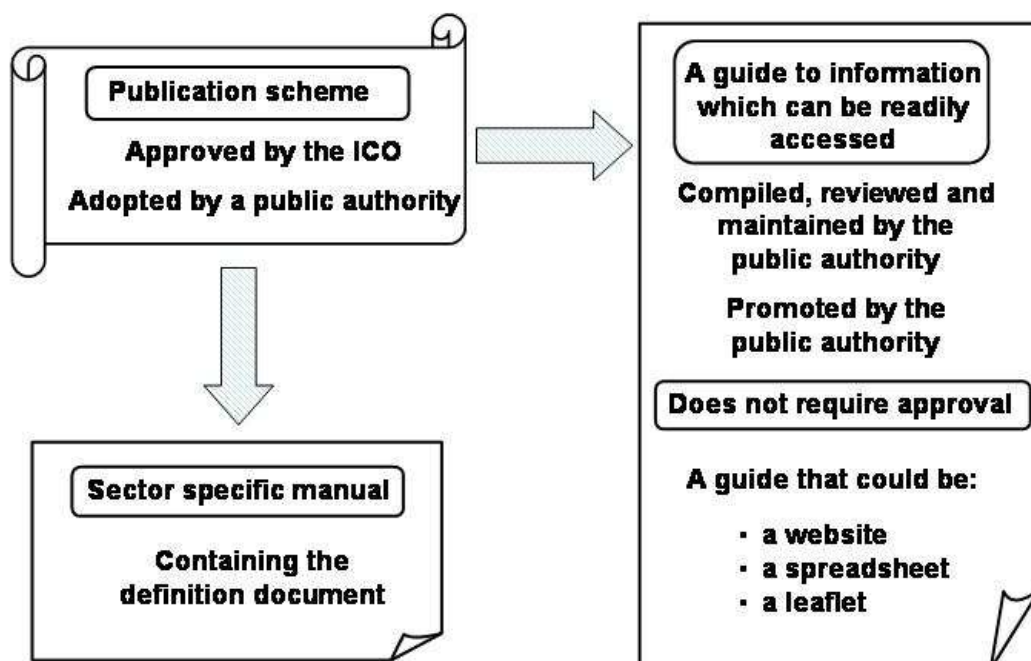 Publication scheme
Approved by the ICO
Adopted by a public authority
A guide to information
which can be readily
accessed
Compiled, reviewed and
maintained by the
public authority
Promoted by the
public authority
Does not require approval
A guide that could be:
▪ a website
▪ a spreadsheet
▪ a leaflet
Sector specific manual
Containing the
definition document